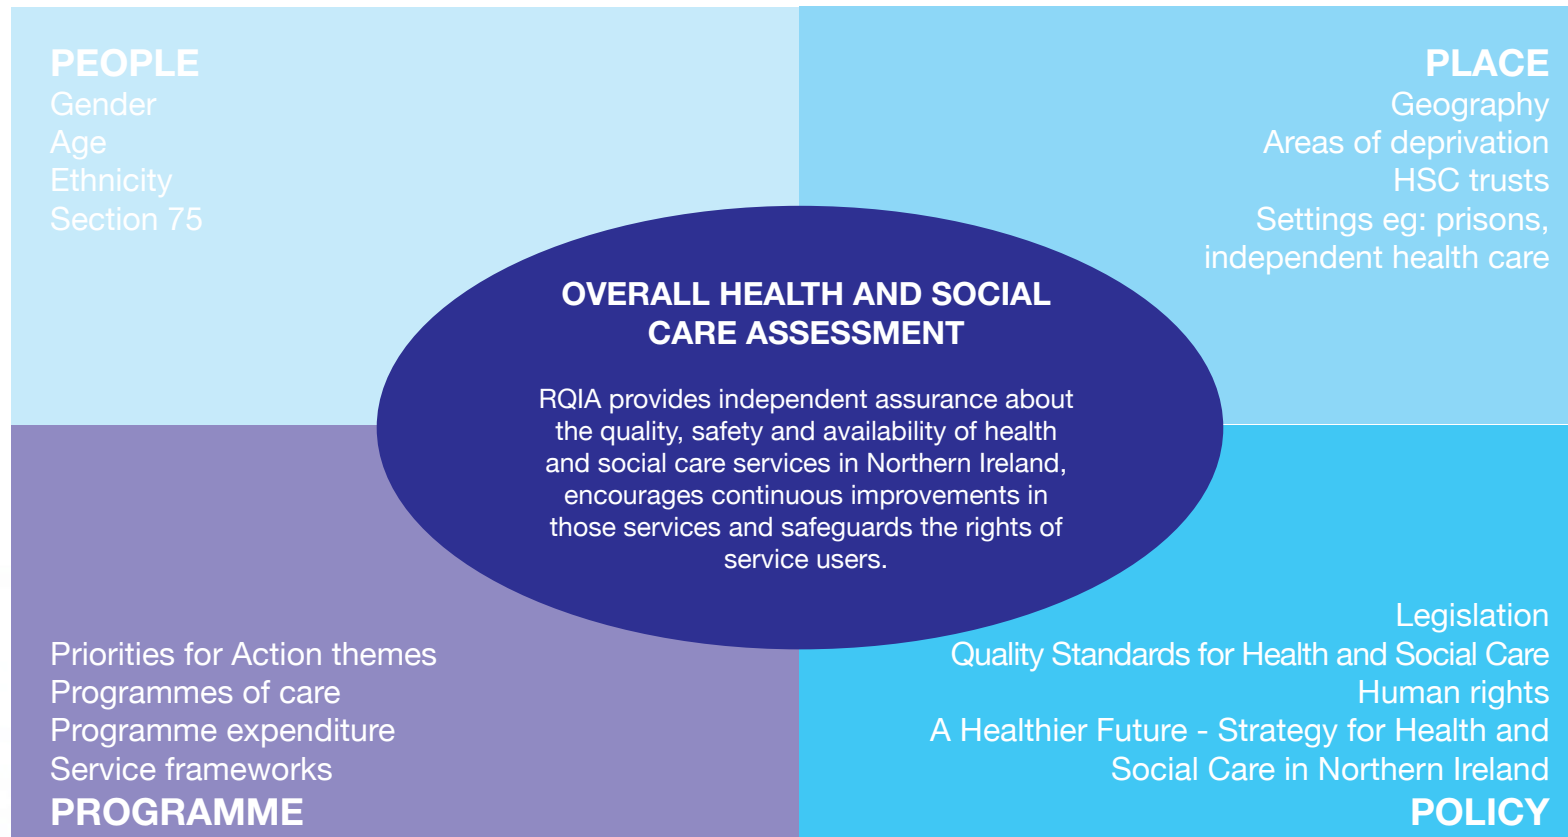 PEOPLE
Gender
Age
Ethnicity
Section 75
PLACE
Geography
Areas of deprivation
HSC trusts
Settings eg: prisons,
independent health care
OVERALL HEALTH AND SOCIAL
CARE ASSESSMENT
RQIA provides independent assurance about
the quality, safety and availability of health
and social care services in Northern Ireland,
encourages continuous improvements in
those services and safeguards the rights of
service users.
Priorities for Action themes
Programmes of care
Programme expenditure
Service frameworks
PROGRAMME
Legislation
Quality Standards for Health and Social Care
Human rights
A Healthier Future - Strategy for Health and
Social Care in Northern Ireland
POLICY